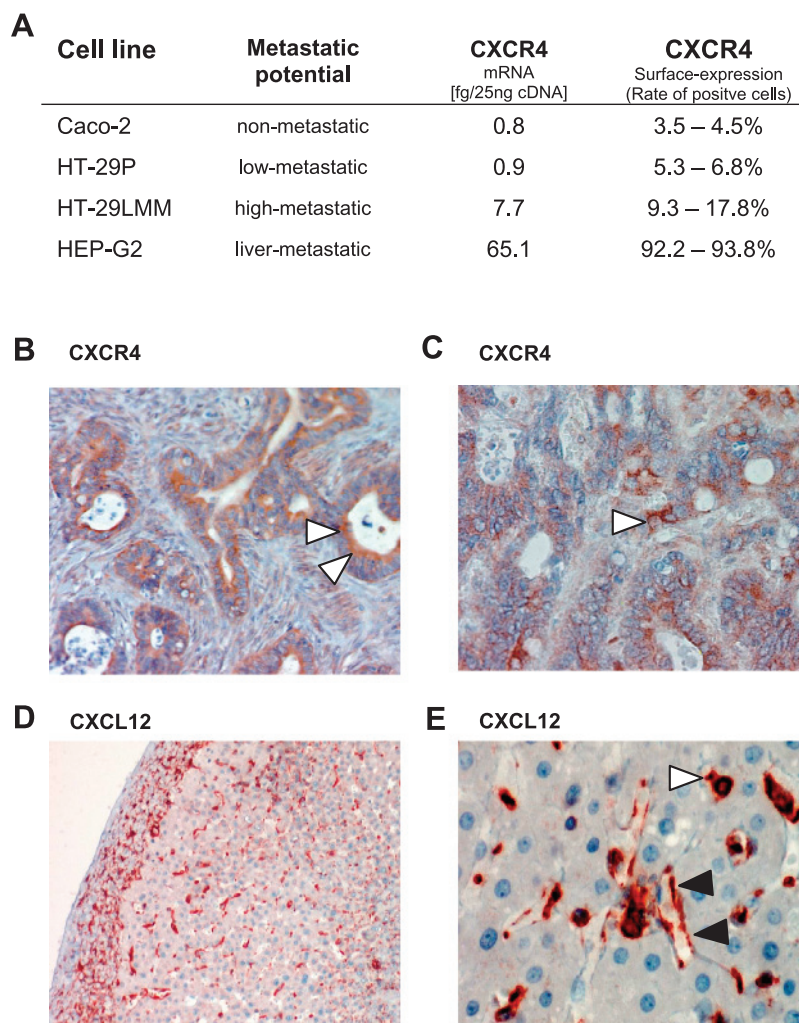 A
Cell line Metastatic potential CXCR4 mRNA [fg/25ng cDNA] CXCR4 Surface-expression (Rate of positve cells)
Caco-2 non-metastatic 0.8 3.5 – 4.5%
HT-29P low-metastatic 0.9 5.3 – 6.8%
HT-29LMM high-metastatic 7.7 9.3 – 17.8%
HEP-G2 liver-metastatic 65.1 92.2 – 93.8%
B CXCR4
C CXCR4
D CXCL12
E CXCL12